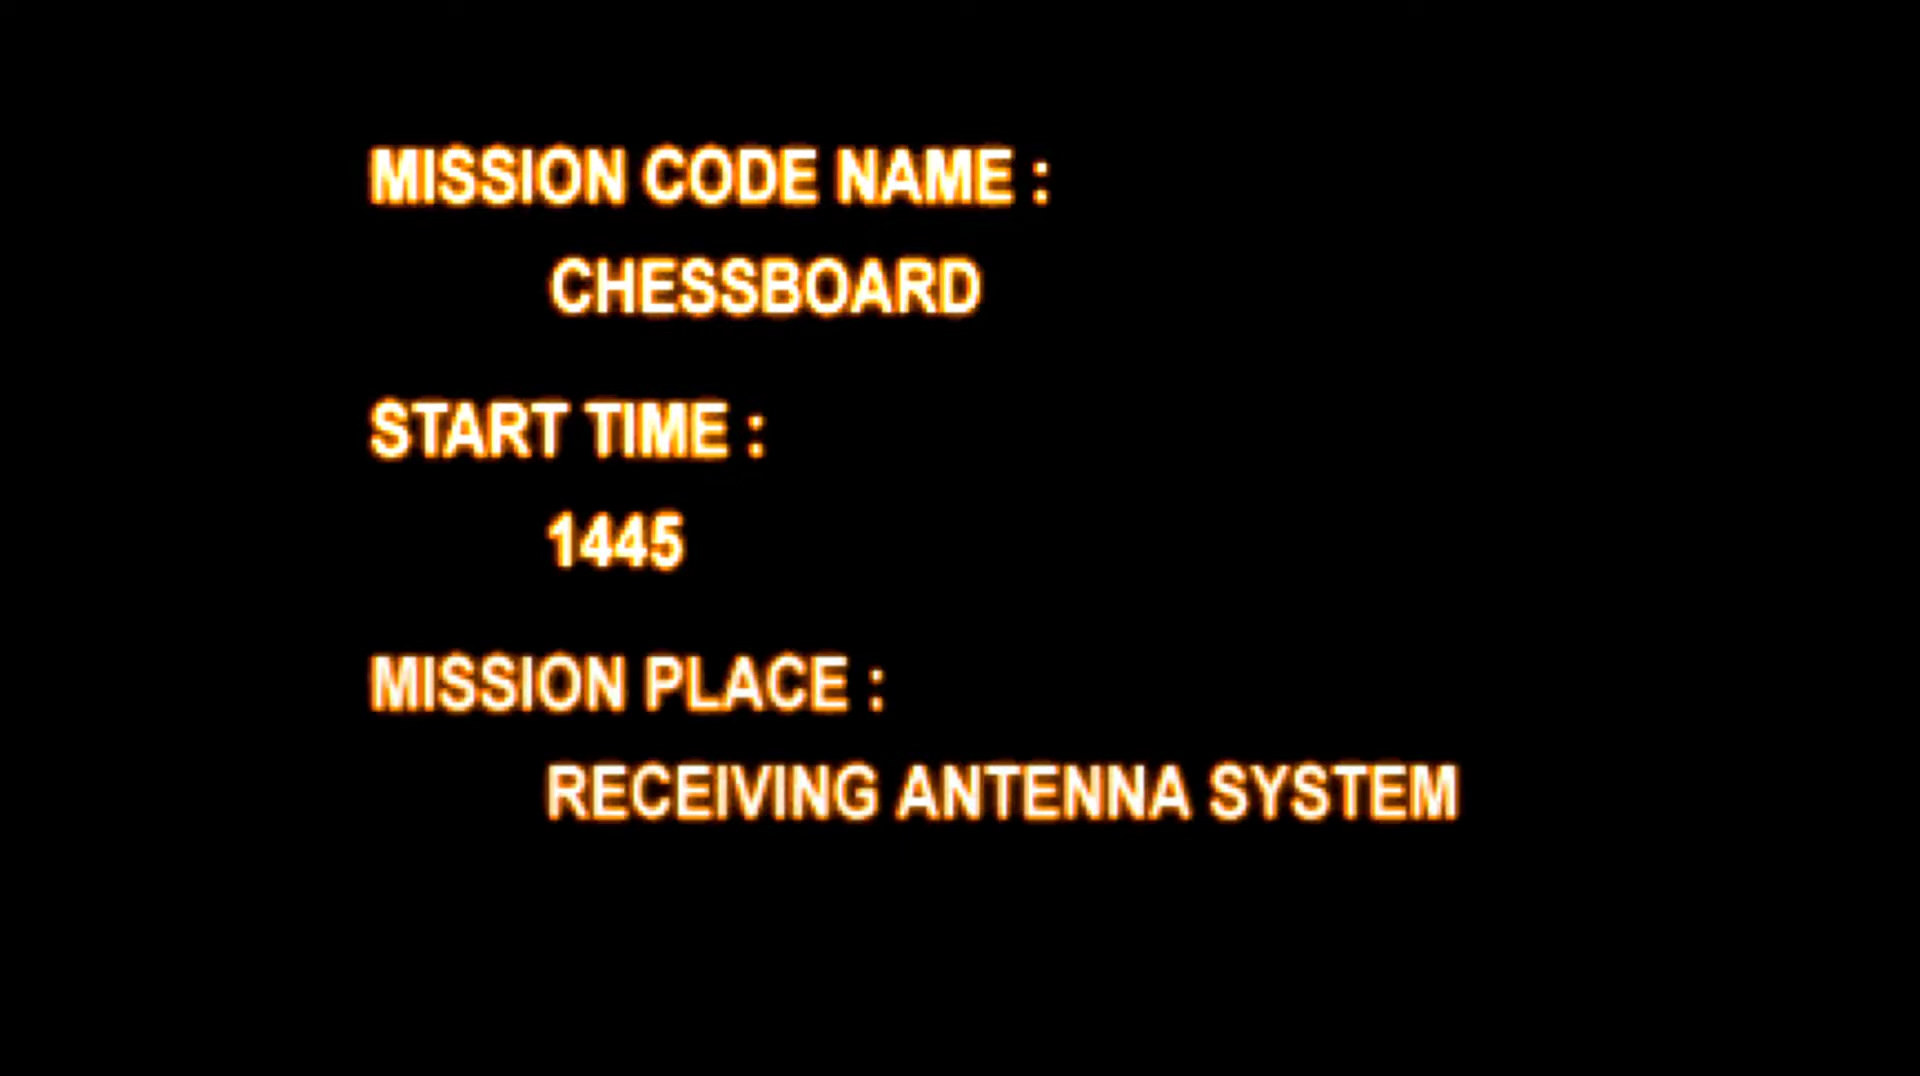 MISSION CODE NAME :
CHESSBOARD
START TIME :
1445
MISSION PLACE :
RECEIVING ANTENNA SYSTEM